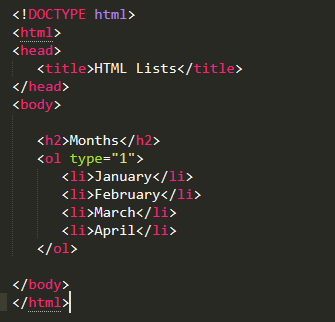 <!DOCTYPE html>
<html>
<head>
<title>HTML Lists</title>
</head>
<body>
<h2>Months</h2>
<ol type="1">
<li>January</li>
<li>February</li>
<li>March</li>
<li>April</li>
</ol>
</body>
</html>